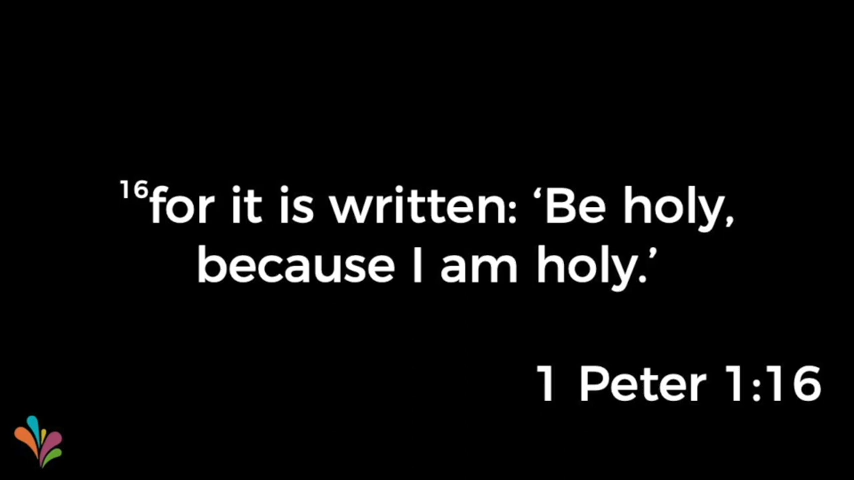 ¹⁶for it is written: ‘Be holy,
because I am holy.’
1 Peter 1:16